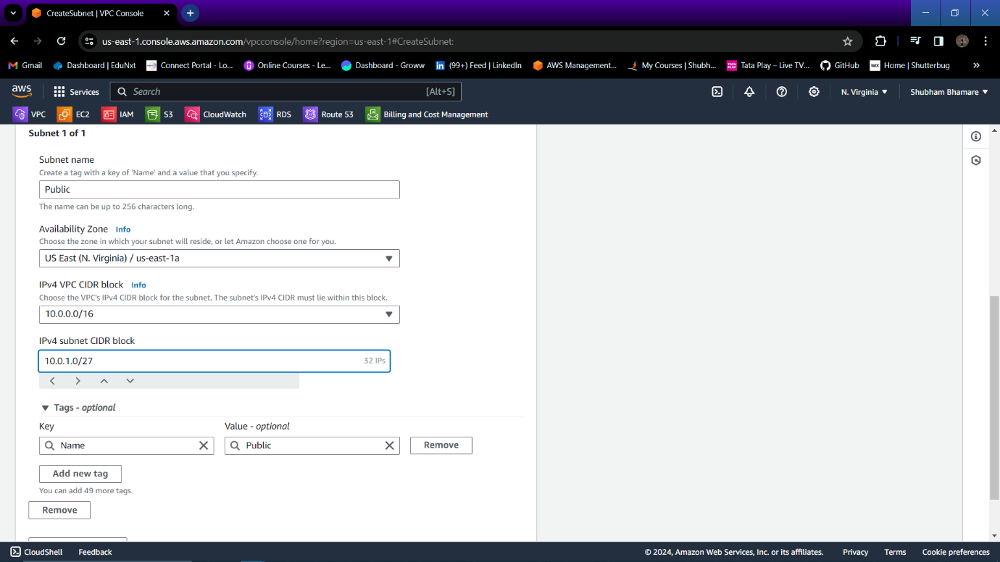 CreateSubnet | VPC Console
us-east-1.console.aws.amazon.com/vpcconsole/home?region=us-east-1#CreateSubnet:
Gmail Dashboard | EduNxt Connect Portal - Lo... Online Courses - Le... Dashboard - Groww (99+) Feed | LinkedIn AWS Management... My Courses | Shubh... Tata Play – Live TV... GitHub Home | Shutterbug
aws Services Search [Alt+S] N. Virginia Shubham Bhamare
VPC EC2 IAM S3 CloudWatch RDS Route 53 Billing and Cost Management
Subnet 1 of 1
Subnet name
Create a tag with a key of 'Name' and a value that you specify.
Public
The name can be up to 256 characters long.
Availability Zone Info
Choose the zone in which your subnet will reside, or let Amazon choose one for you.
US East (N. Virginia) / us-east-1a
IPv4 VPC CIDR block Info
Choose the VPC's IPv4 CIDR block for the subnet. The subnet's IPv4 CIDR must lie within this block.
10.0.0.0/16
IPv4 subnet CIDR block
10.0.1.0/27 32 IPs
Tags - optional
Key Value - optional
Name Public Remove
Add new tag
You can add 49 more tags.
Remove
CloudShell Feedback © 2024, Amazon Web Services, Inc. or its affiliates. Privacy Terms Cookie preferences